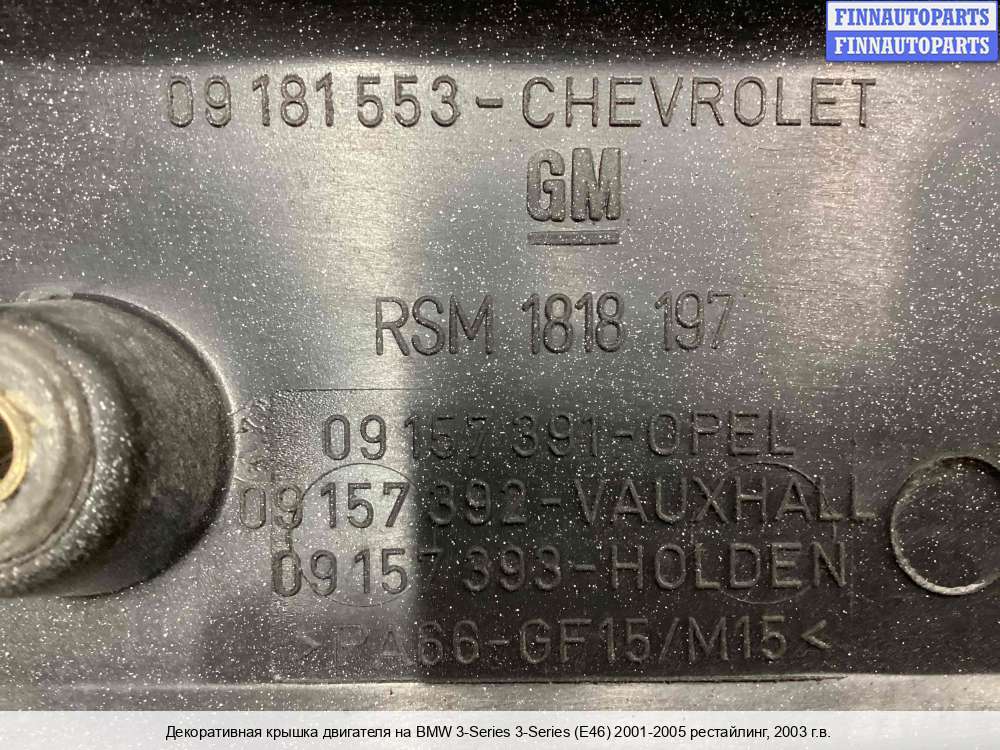 FINNAUTOPARTS
FINNAUTOPARTS
09 181 553 - CHEVROLET
GM
RSM 1818 197
09 157 391-OPEL
09 157 392-VAUXHALL
09 157 393-HOLDEN
>PA66-GF15/M15<
Декоративная крышка двигателя на BMW 3-Series 3-Series (E46) 2001-2005 рестайлинг, 2003 г.в.